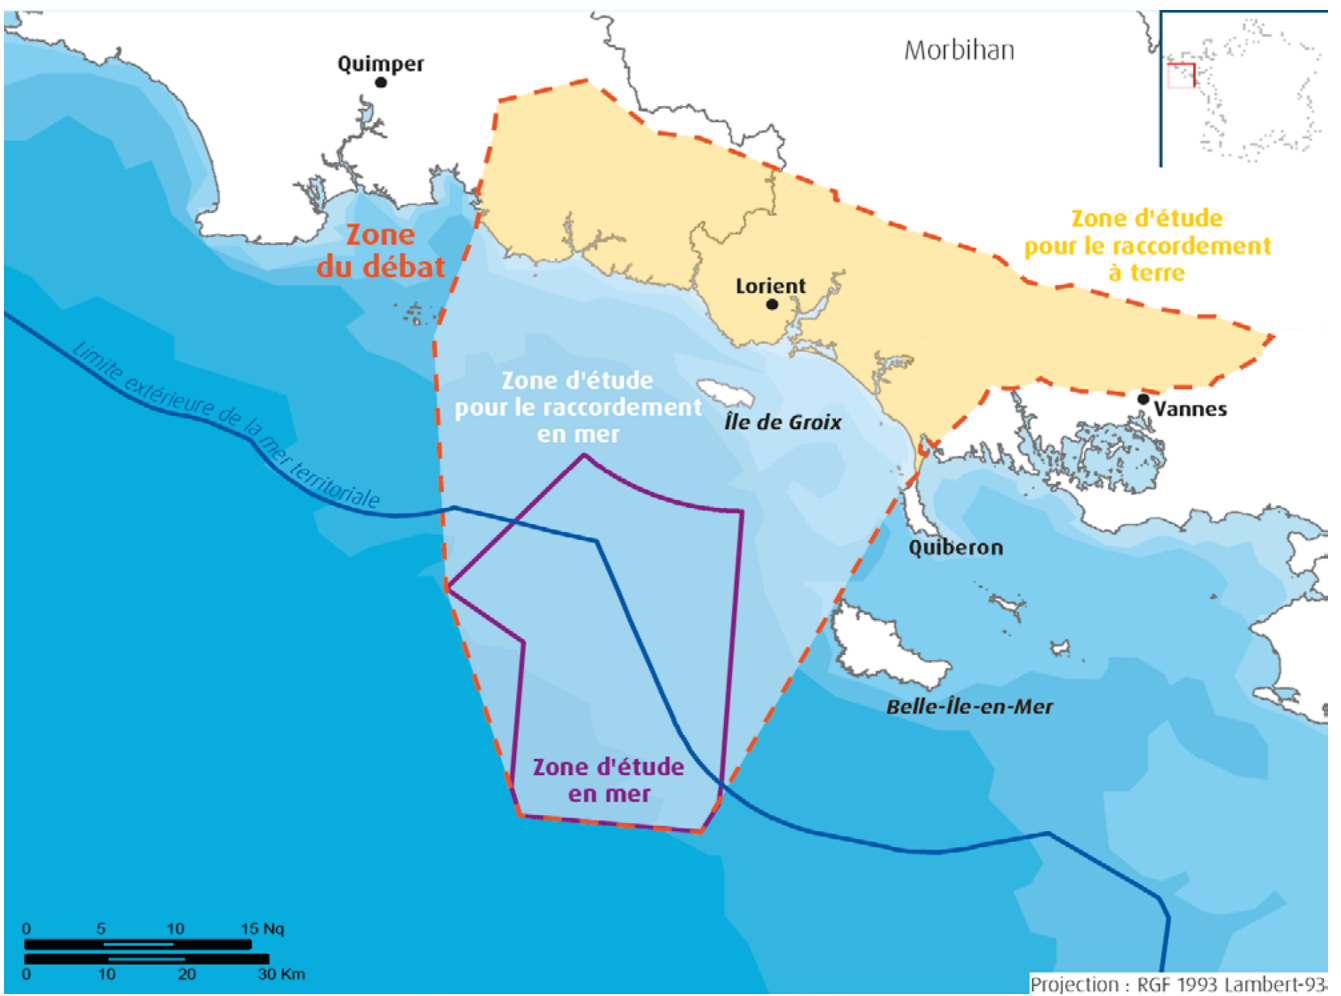 Quimper
Morbihan
Zone
du débat
Zone d'étude
pour le raccordement
à terre
Lorient
Limite extérieure de la mer territoriale
Zone d'étude
pour le raccordement
en mer
Île de Groix
Vannes
Quiberon
Belle-Île-en-Mer
Zone d'étude
en mer
0 5 10 15 Nq
0 10 20 30 Km
Projection : RGF 1993 Lambert-93